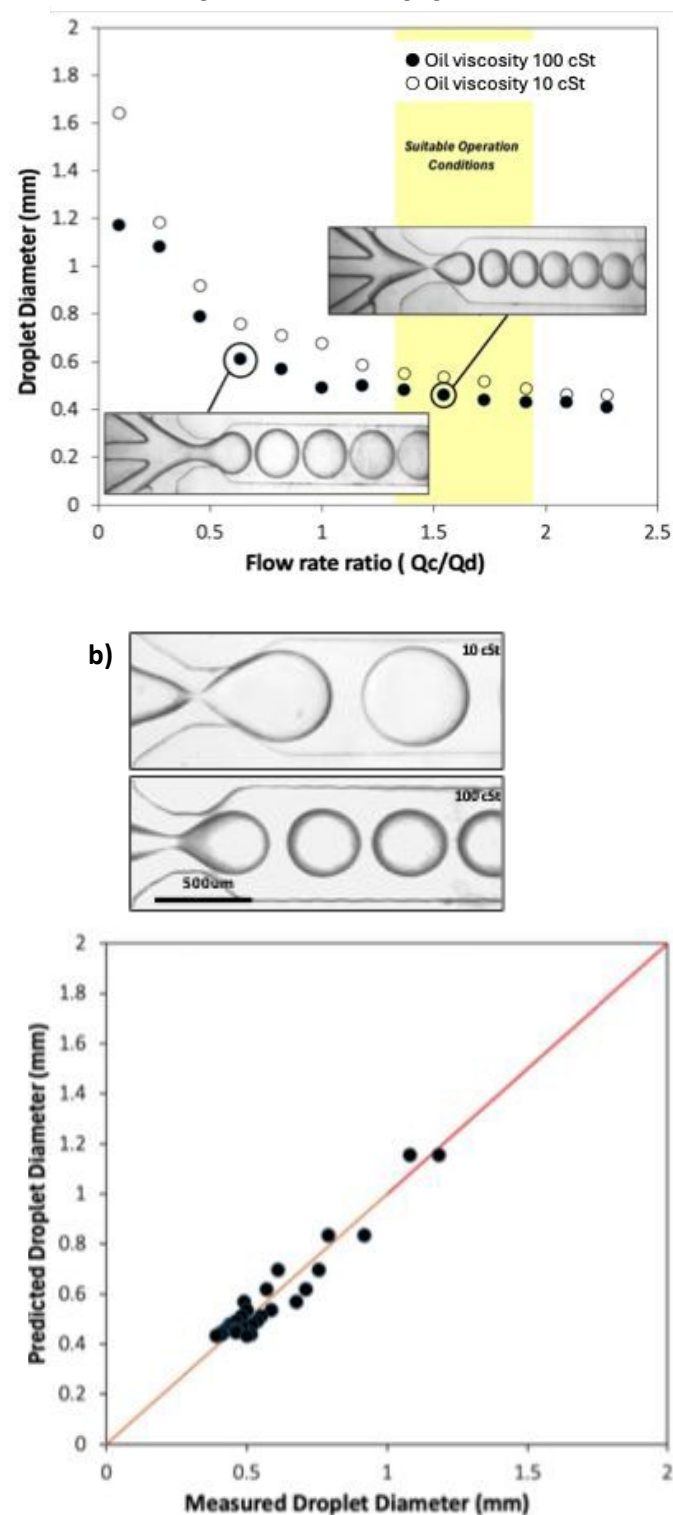 2
Oil viscosity 100 cSt
Oil viscosity 10 cSt
1.8
1.6
Suitable Operation
Conditions
1.4
1.2
1
0.8
0.6
0.4
0.2
0
0 0.5 1 1.5 2 2.5
Droplet Diameter (mm)
Flow rate ratio ( Qc/Qd)
b)
10 cSt
100 cSt
500um
2
1.8
1.6
1.4
1.2
1
0.8
0.6
0.4
0.2
0
0 0.5 1 1.5 2
Predicted Droplet Diameter (mm)
Measured Droplet Diameter (mm)